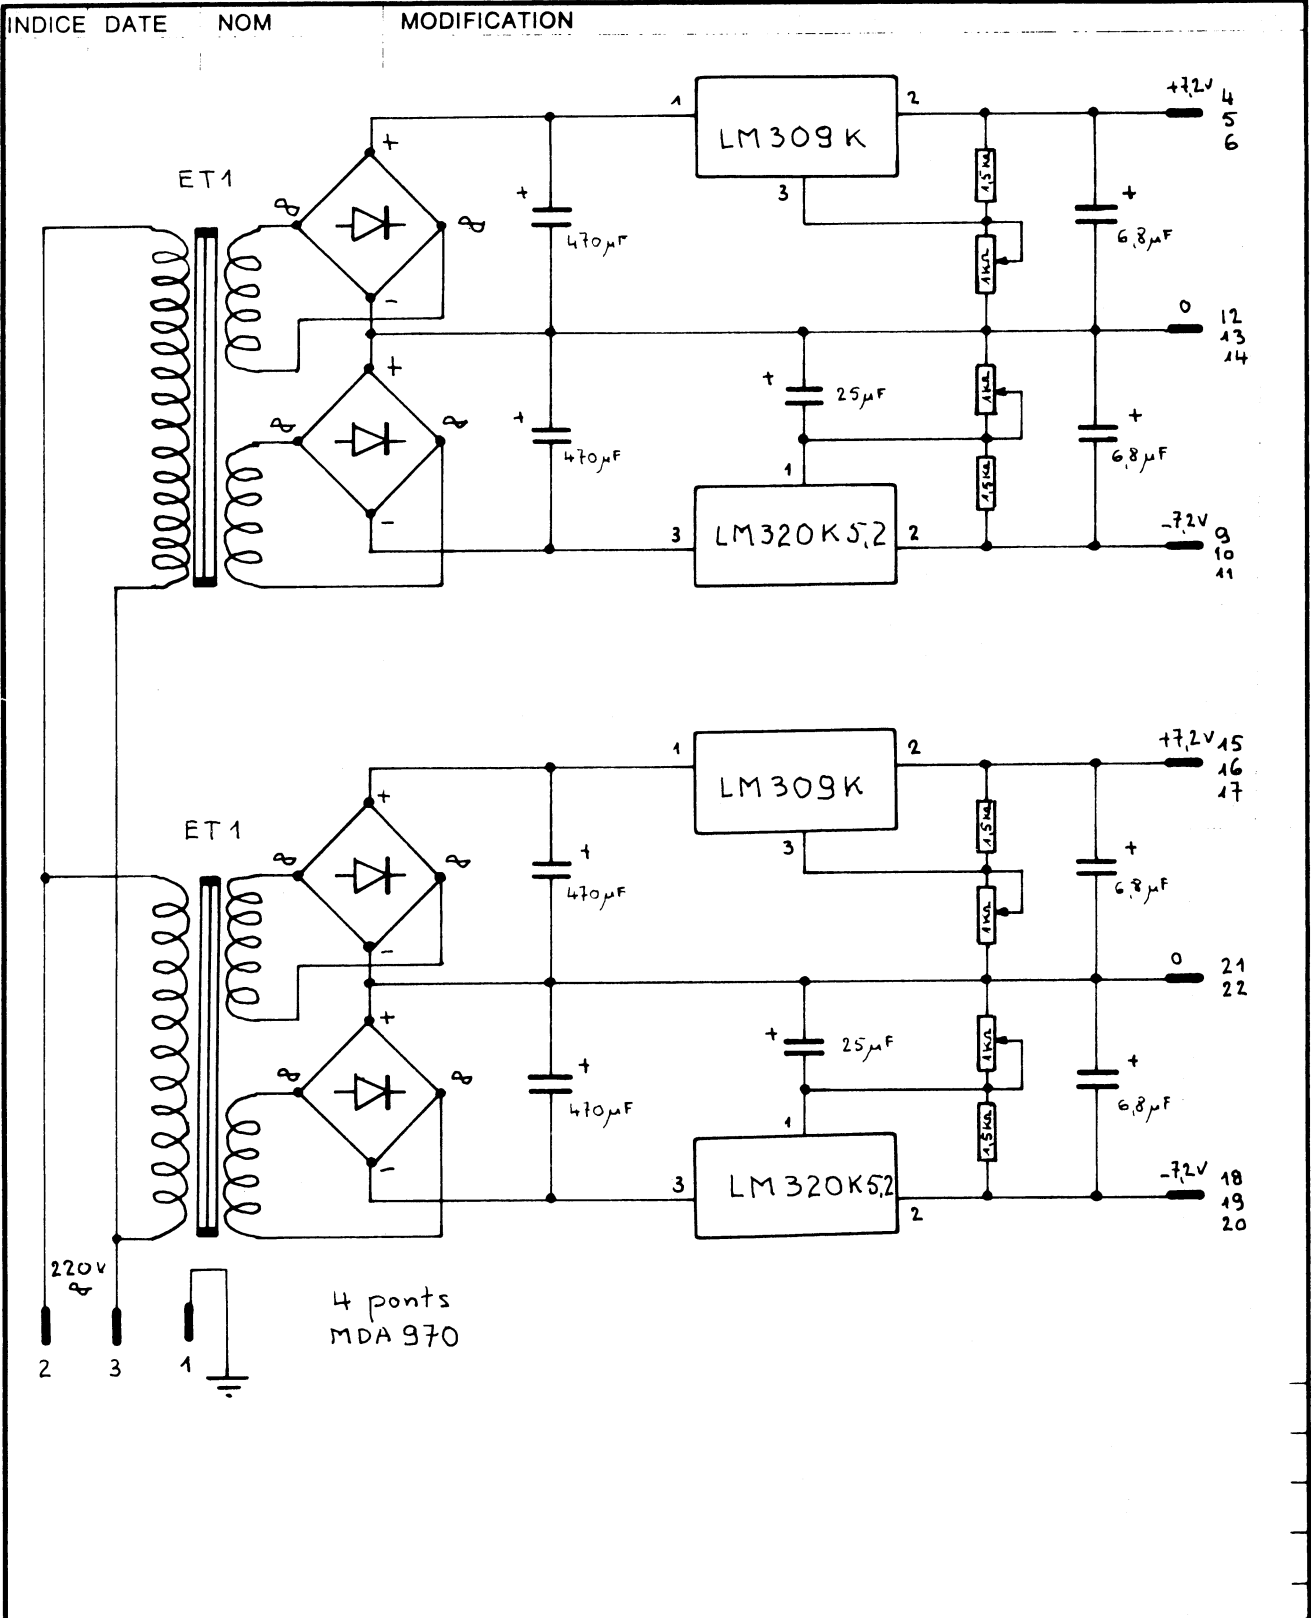 INDICE DATE NOM MODIFICATION
+7,2V 4
1 LM309K 2 5
6
ET1 + 3 1,5KΩ
+ 470µF 1KΩ + 6,8µF
-
0 12
13
14
+ + 25µF 1KΩ
+ 470µF + 6,8µF
1 1,5KΩ
- -7,2V 9
3 LM320K5,2 2 10
11
+7,2V 15
1 LM309K 2 16
17
+ 1,5KΩ
ET1 3
+ 470µF 1KΩ + 6,8µF
-
0 21
22
+ + 25µF 1KΩ
+ 470µF + 6,8µF
1 1,5KΩ
- -7,2V 18
3 LM320K5,2 2 19
20
220V
4 ponts
MDA970
2 3 1